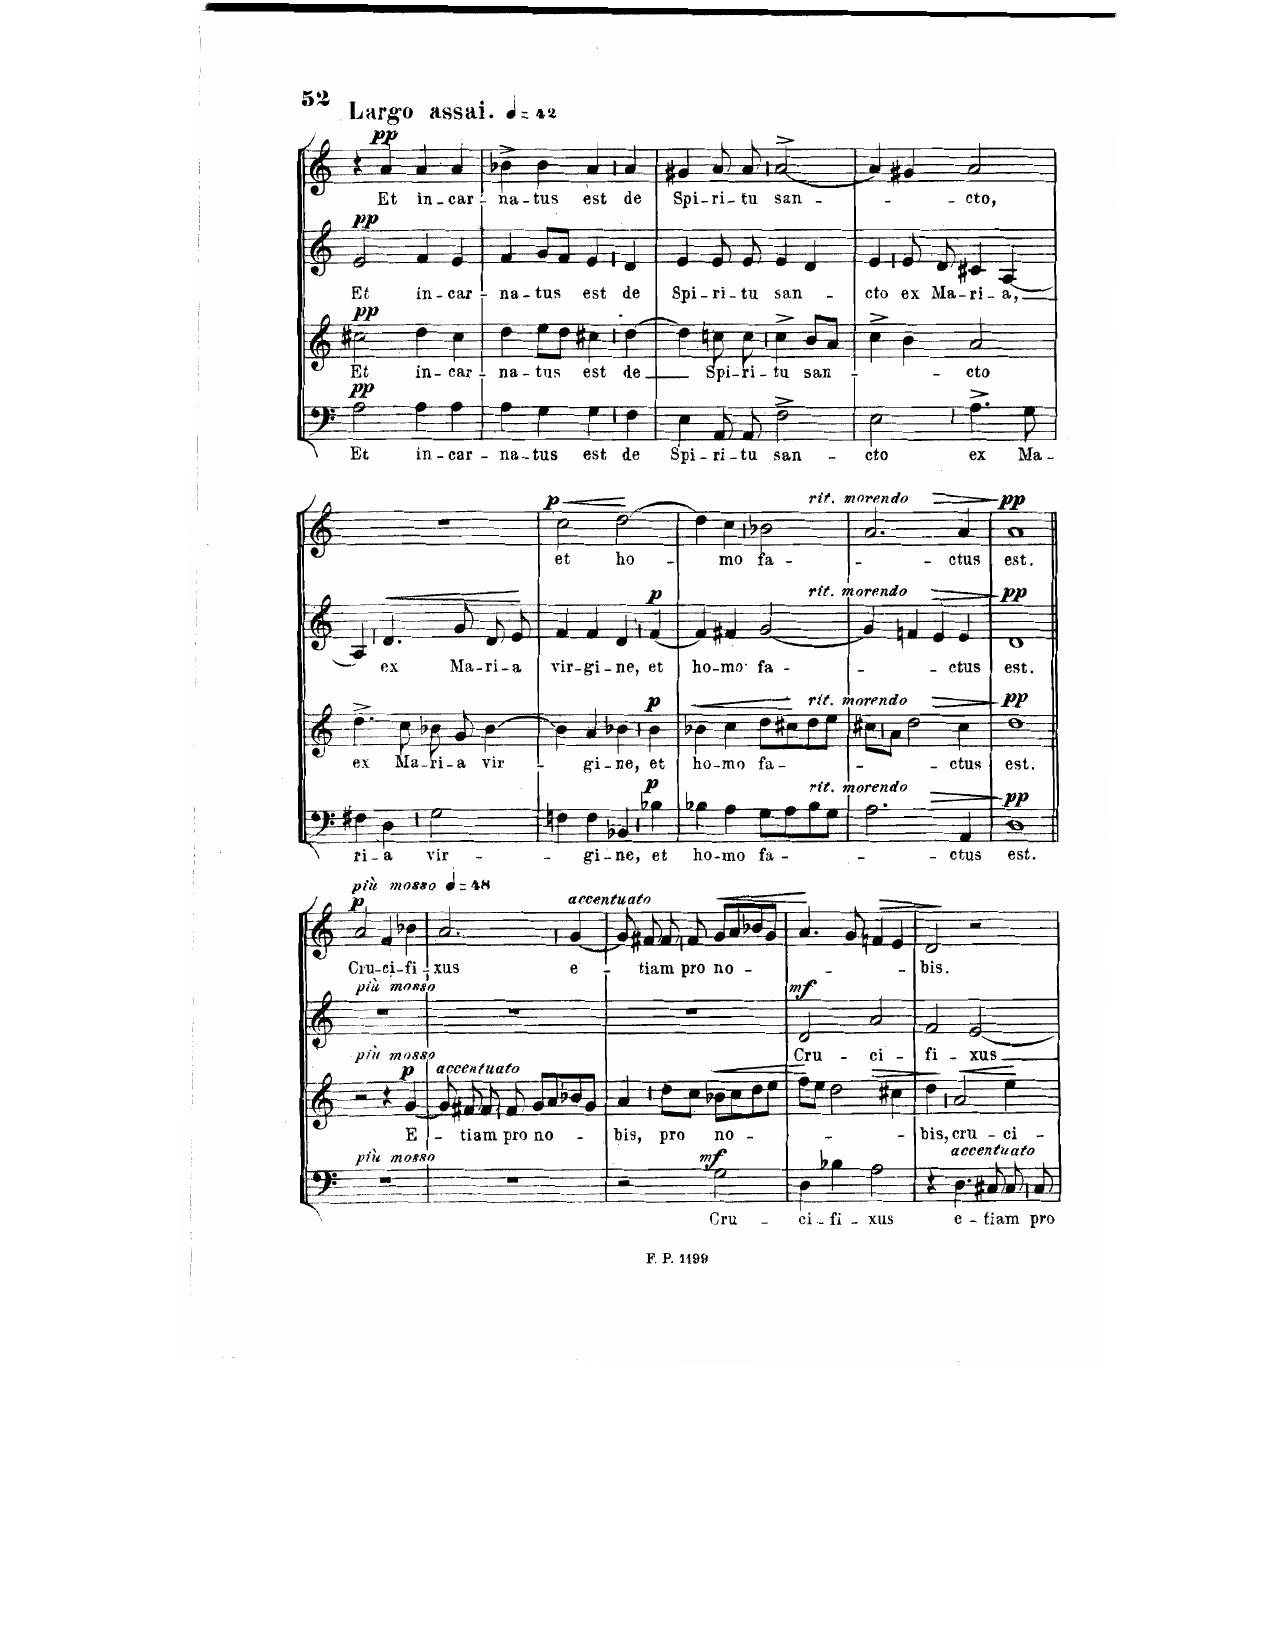 52
Largo assai. ♩= 42
pp
Et in-car-na-tus est de Spi-ri-tu san - - - cto,
pp
Et in-car-na-tus est de Spi-ri-tu san - cto ex Ma-ri-a,
pp
Et in-car-na-tus est de Spi-ri-tu san - - cto
pp
Et in-car-na-tus est de Spi-ri-tu san - cto ex Ma-
p rit. morendo pp
et ho - mo fa - - - ctus est.
p rit. morendo pp
ex Ma-ri-a vir-gi-ne, et ho-mo fa - - - ctus est.
p rit. morendo pp
ex Ma-ri-a vir - gi-ne, et ho-mo fa - - - ctus est.
p rit. morendo pp
ri-a vir - - gi-ne, et ho-mo fa - - - ctus est.
più mosso ♩= 48
p accentuato
Cru-ci-fi-xus e - tiam pro no - - - bis.
più mosso mf
Cru - ci - fi - xus
più mosso
p accentuato
E - tiam pro no - bis, pro no - - - bis, cru - ci -
più mosso mf accentuato
Cru - ci - fi - xus e - tiam pro
F. P. 1199